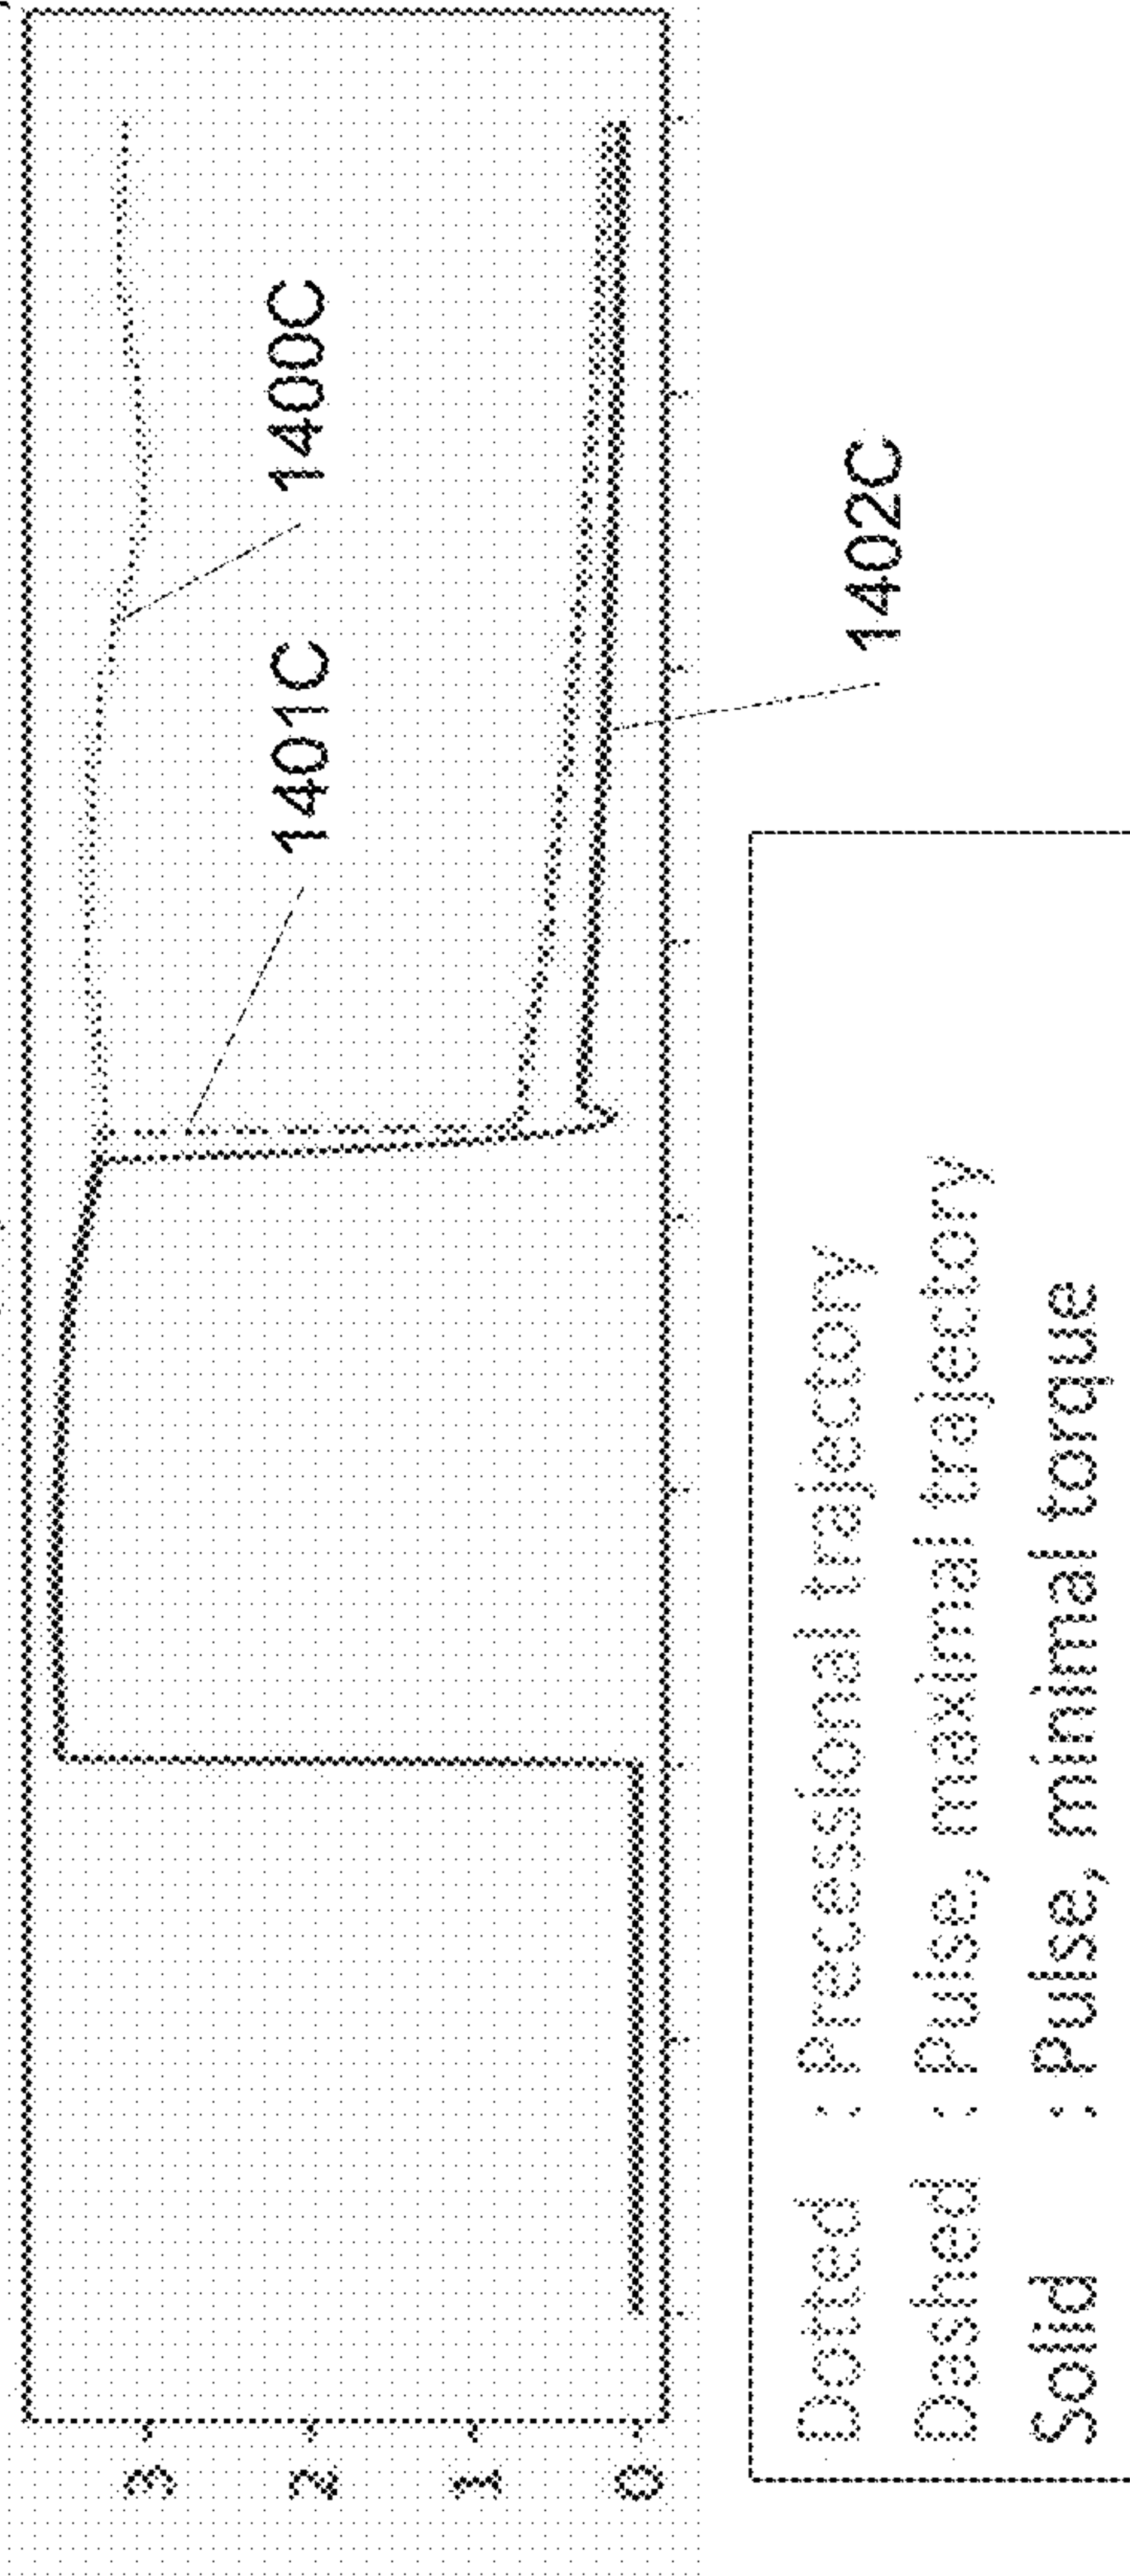 3
2
1
0
1401C
1400C
1402C
Dotted : Precessional trajectory
Dashed : Pulse, maximal trajectory
Solid : Pulse, minimal torque